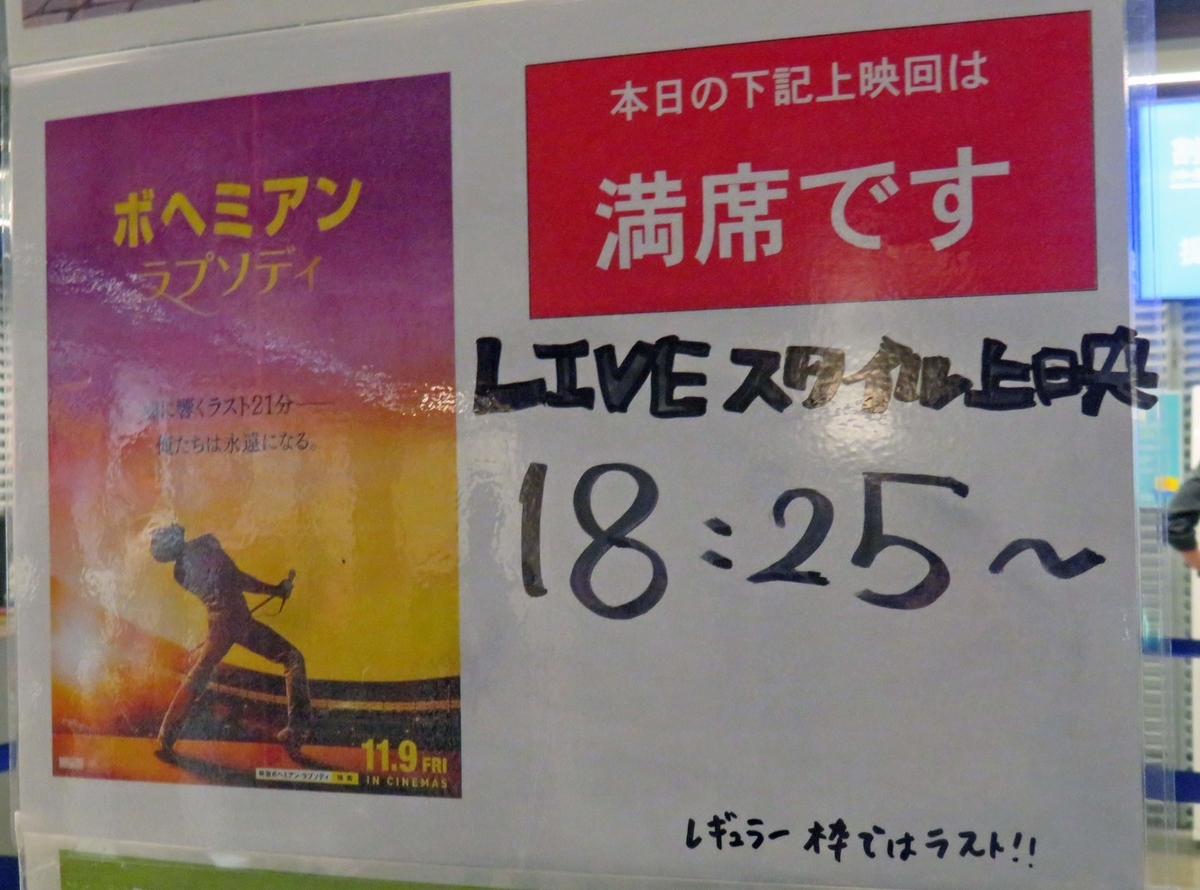 ボヘミアン
ラプソディ
に響くラスト21分――
俺たちは永遠になる。
11.9 FRI
IN CINEMAS
本日の下記上映回は
満席です
LIVEスタイル上映
18:25〜
レギュラー枠ではラスト!!